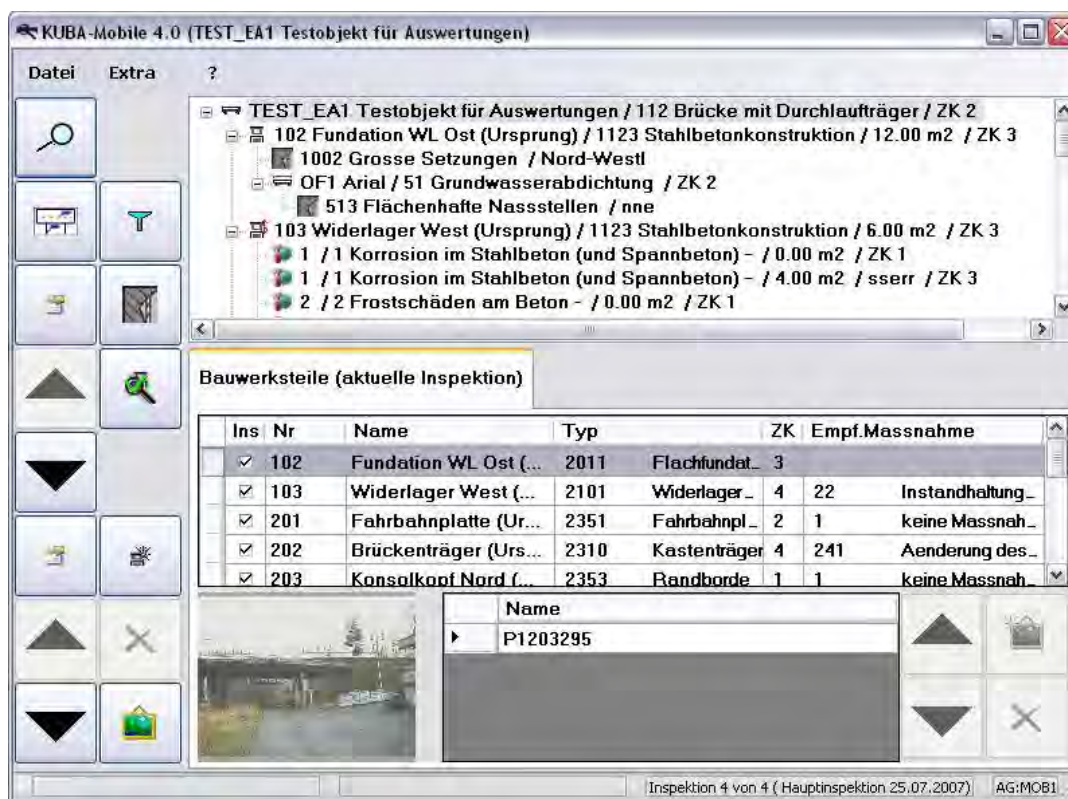 KUBA-Mobile 4.0 (TEST_EA1 Testobjekt für Auswertungen)
Datei Extra ?
TEST_EA1 Testobjekt für Auswertungen / 112 Brücke mit Durchlaufträger / ZK 2
102 Fundation WL Ost (Ursprung) / 1123 Stahlbetonkonstruktion / 12.00 m2 / ZK 3
1002 Grosse Setzungen / Nord-Westl
OF1 Arial / 51 Grundwasserabdichtung / ZK 2
513 Flächenhafte Nassstellen / nne
103 Widerlager West (Ursprung) / 1123 Stahlbetonkonstruktion / 6.00 m2 / ZK 3
1 / 1 Korrosion im Stahlbeton (und Spannbeton) - / 0.00 m2 / ZK 1
1 / 1 Korrosion im Stahlbeton (und Spannbeton) - / 4.00 m2 / sserr / ZK 3
2 / 2 Frostschäden am Beton - / 0.00 m2 / ZK 1
Bauwerksteile (aktuelle Inspektion)
Ins Nr Name Typ ZK Empf.Massnahme
102 Fundation WL Ost (... 2011 Flachfundat... 3
103 Widerlager West (... 2101 Widerlager... 4 22 Instandhaltung...
201 Fahrbahnplatte (Ur... 2351 Fahrbahnpl... 2 1 keine Massnah...
202 Brückenträger (Urs... 2310 Kastenträger 4 241 Aenderung des...
203 Konsolkopf Nord (... 2353 Randborde 1 1 keine Massnah...
Name
P1203295
Inspektion 4 von 4 ( Hauptinspektion 25.07.2007) AG:MOB1